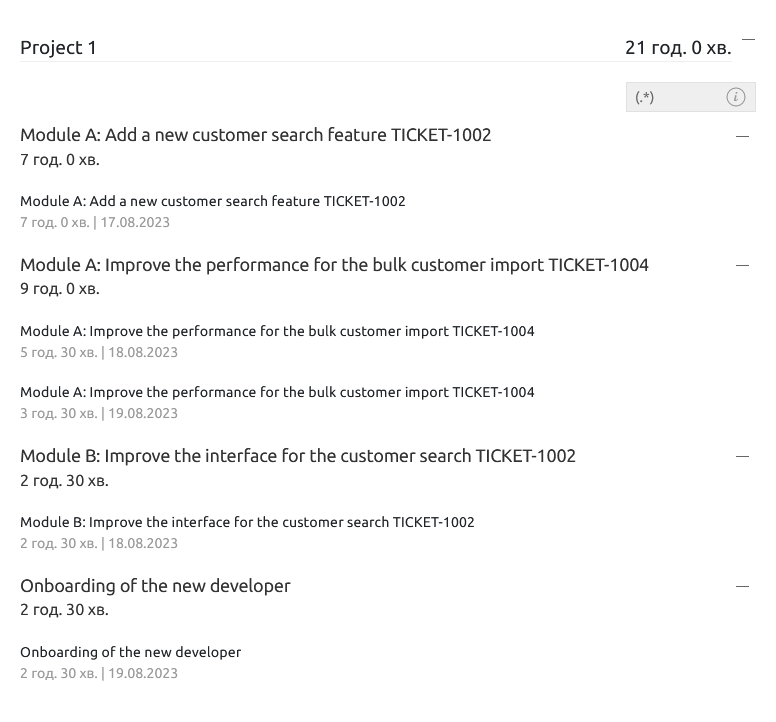 Project 1
21 год. 0 хв.
(.*)
Module A: Add a new customer search feature TICKET-1002
7 год. 0 хв.
Module A: Add a new customer search feature TICKET-1002
7 год. 0 хв. | 17.08.2023
Module A: Improve the performance for the bulk customer import TICKET-1004
9 год. 0 хв.
Module A: Improve the performance for the bulk customer import TICKET-1004
5 год. 30 хв. | 18.08.2023
Module A: Improve the performance for the bulk customer import TICKET-1004
3 год. 30 хв. | 19.08.2023
Module B: Improve the interface for the customer search TICKET-1002
2 год. 30 хв.
Module B: Improve the interface for the customer search TICKET-1002
2 год. 30 хв. | 18.08.2023
Onboarding of the new developer
2 год. 30 хв.
Onboarding of the new developer
2 год. 30 хв. | 19.08.2023